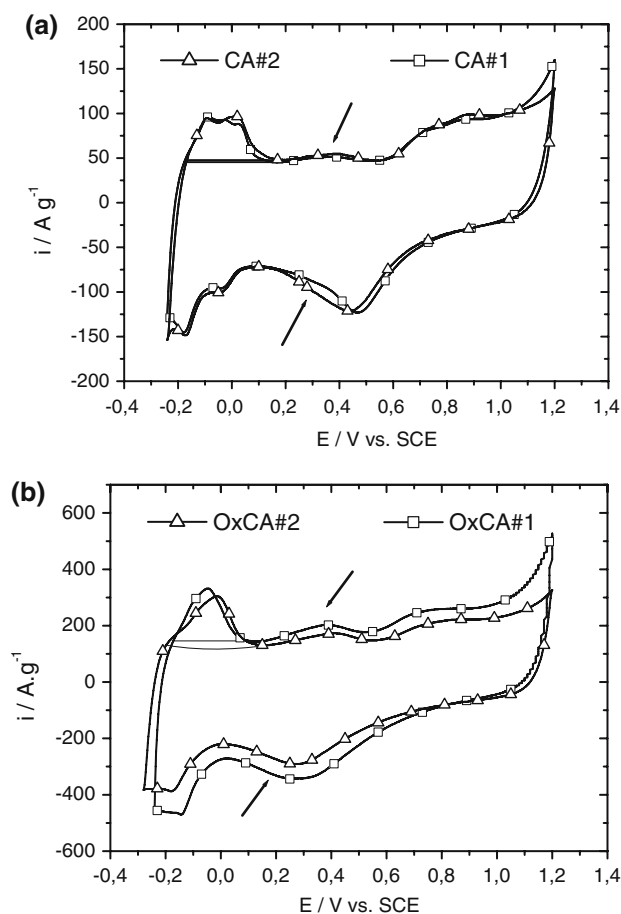 (a)
CA#2 CA#1
200
150
100
50
0
-50
-100
-150
-200
i / A g-1
-0,4 -0,2 0,0 0,2 0,4 0,6 0,8 1,0 1,2 1,4
E / V vs. SCE
(b)
OxCA#2 OxCA#1
600
400
200
0
-200
-400
-600
i / A.g-1
-0,4 -0,2 0,0 0,2 0,4 0,6 0,8 1,0 1,2 1,4
E / V vs. SCE